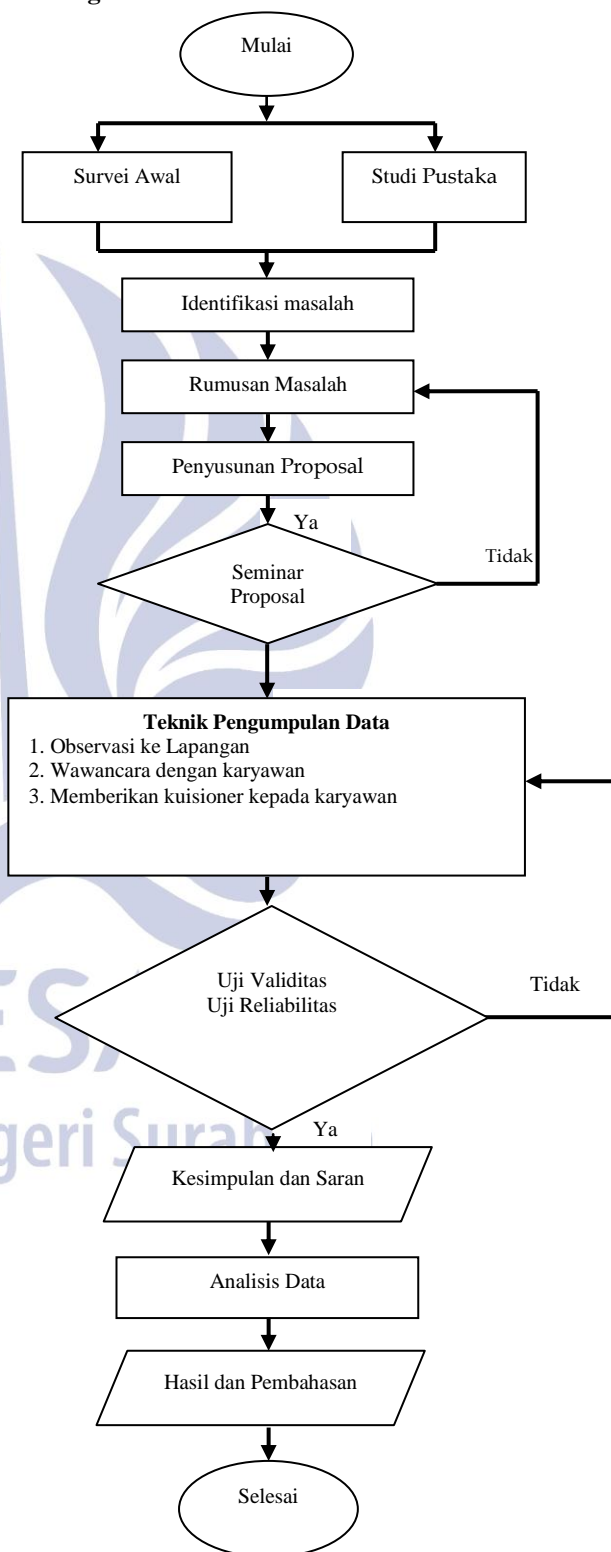 Mulai
Survei Awal
Studi Pustaka
Identifikasi masalah
Rumusan Masalah
Penyusunan Proposal
Ya
Seminar
Proposal
Tidak
Teknik Pengumpulan Data
1. Observasi ke Lapangan
2. Wawancara dengan karyawan
3. Memberikan kuisioner kepada karyawan
Uji Validitas
Uji Reliabilitas
Tidak
Ya
Kesimpulan dan Saran
Analisis Data
Hasil dan Pembahasan
Selesai